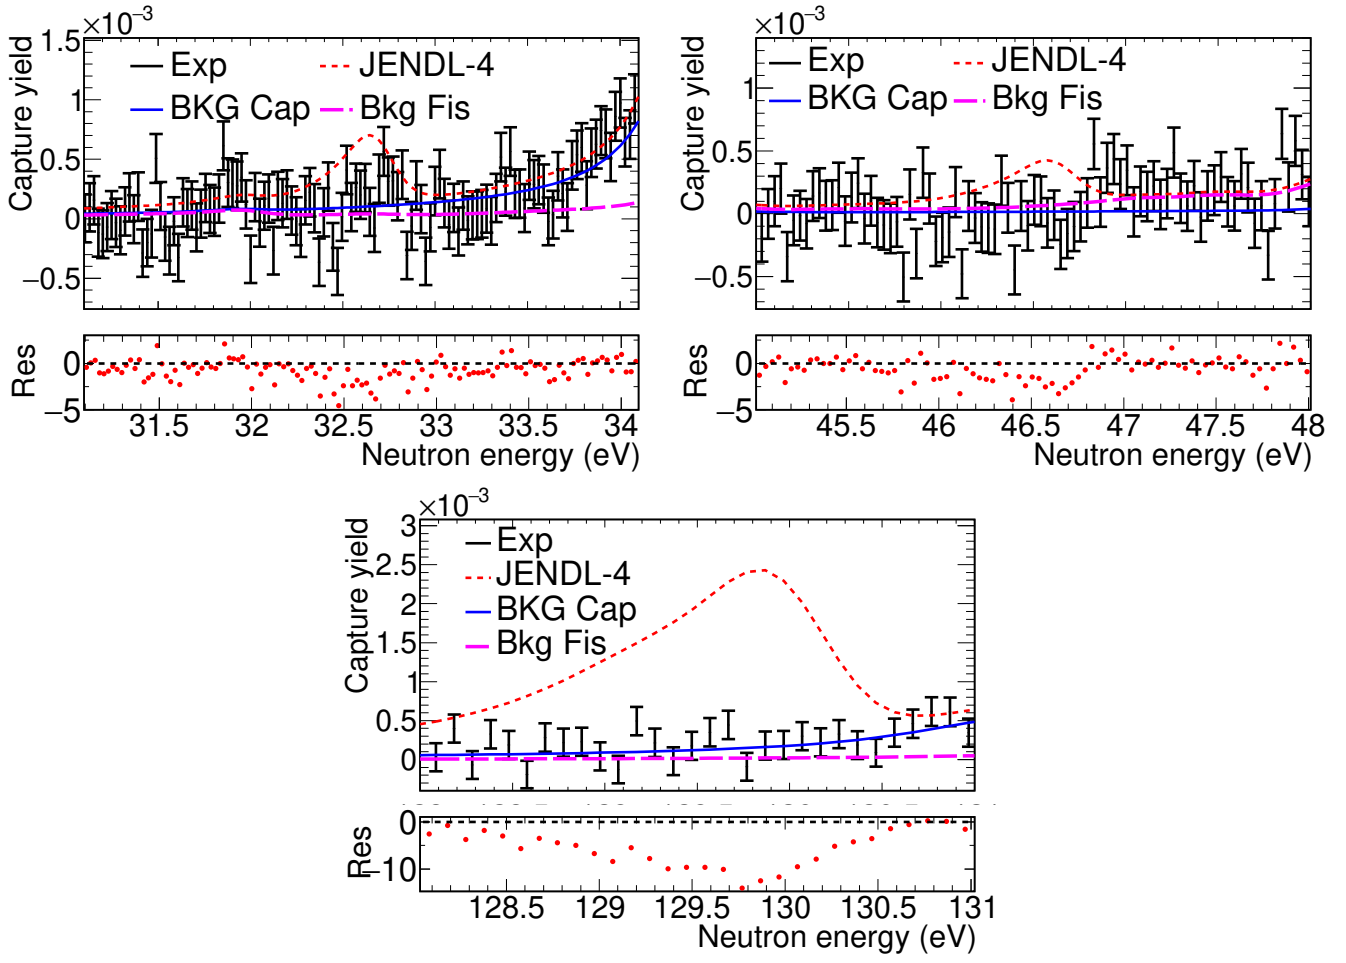 ×10⁻³
Capture yield
1.5
1
0.5
0
−0.5
Exp
JENDL-4
BKG Cap
Bkg Fis
Res
0
−5
31.5 32 32.5 33 33.5 34
Neutron energy (eV)
×10⁻³
Capture yield
1
0.5
0
−0.5
Exp
JENDL-4
BKG Cap
Bkg Fis
Res
0
−5
45.5 46 46.5 47 47.5 48
Neutron energy (eV)
×10⁻³
Capture yield
3
2.5
2
1.5
1
0.5
0
Exp
JENDL-4
BKG Cap
Bkg Fis
Res
0
−10
128.5 129 129.5 130 130.5 131
Neutron energy (eV)